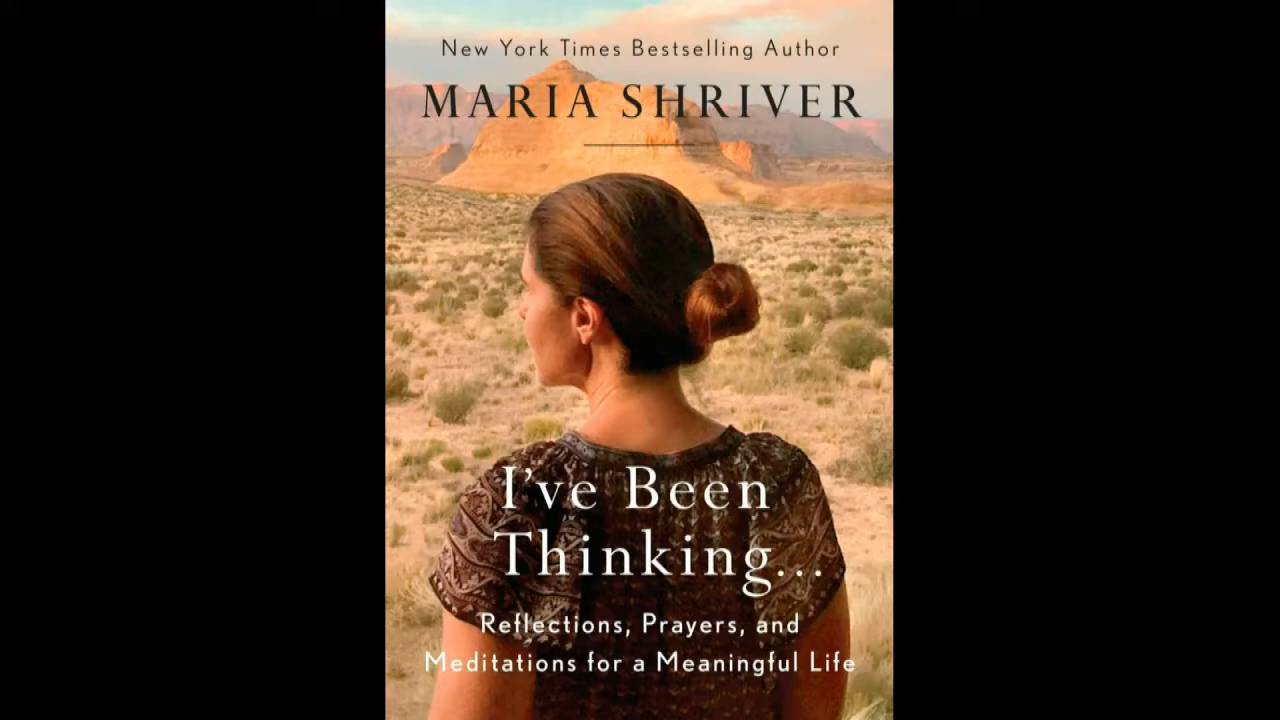 New York Times Bestselling Author
MARIA SHRIVER
I've Been
Thinking...
Reflections, Prayers, and
Meditations for a Meaningful Life